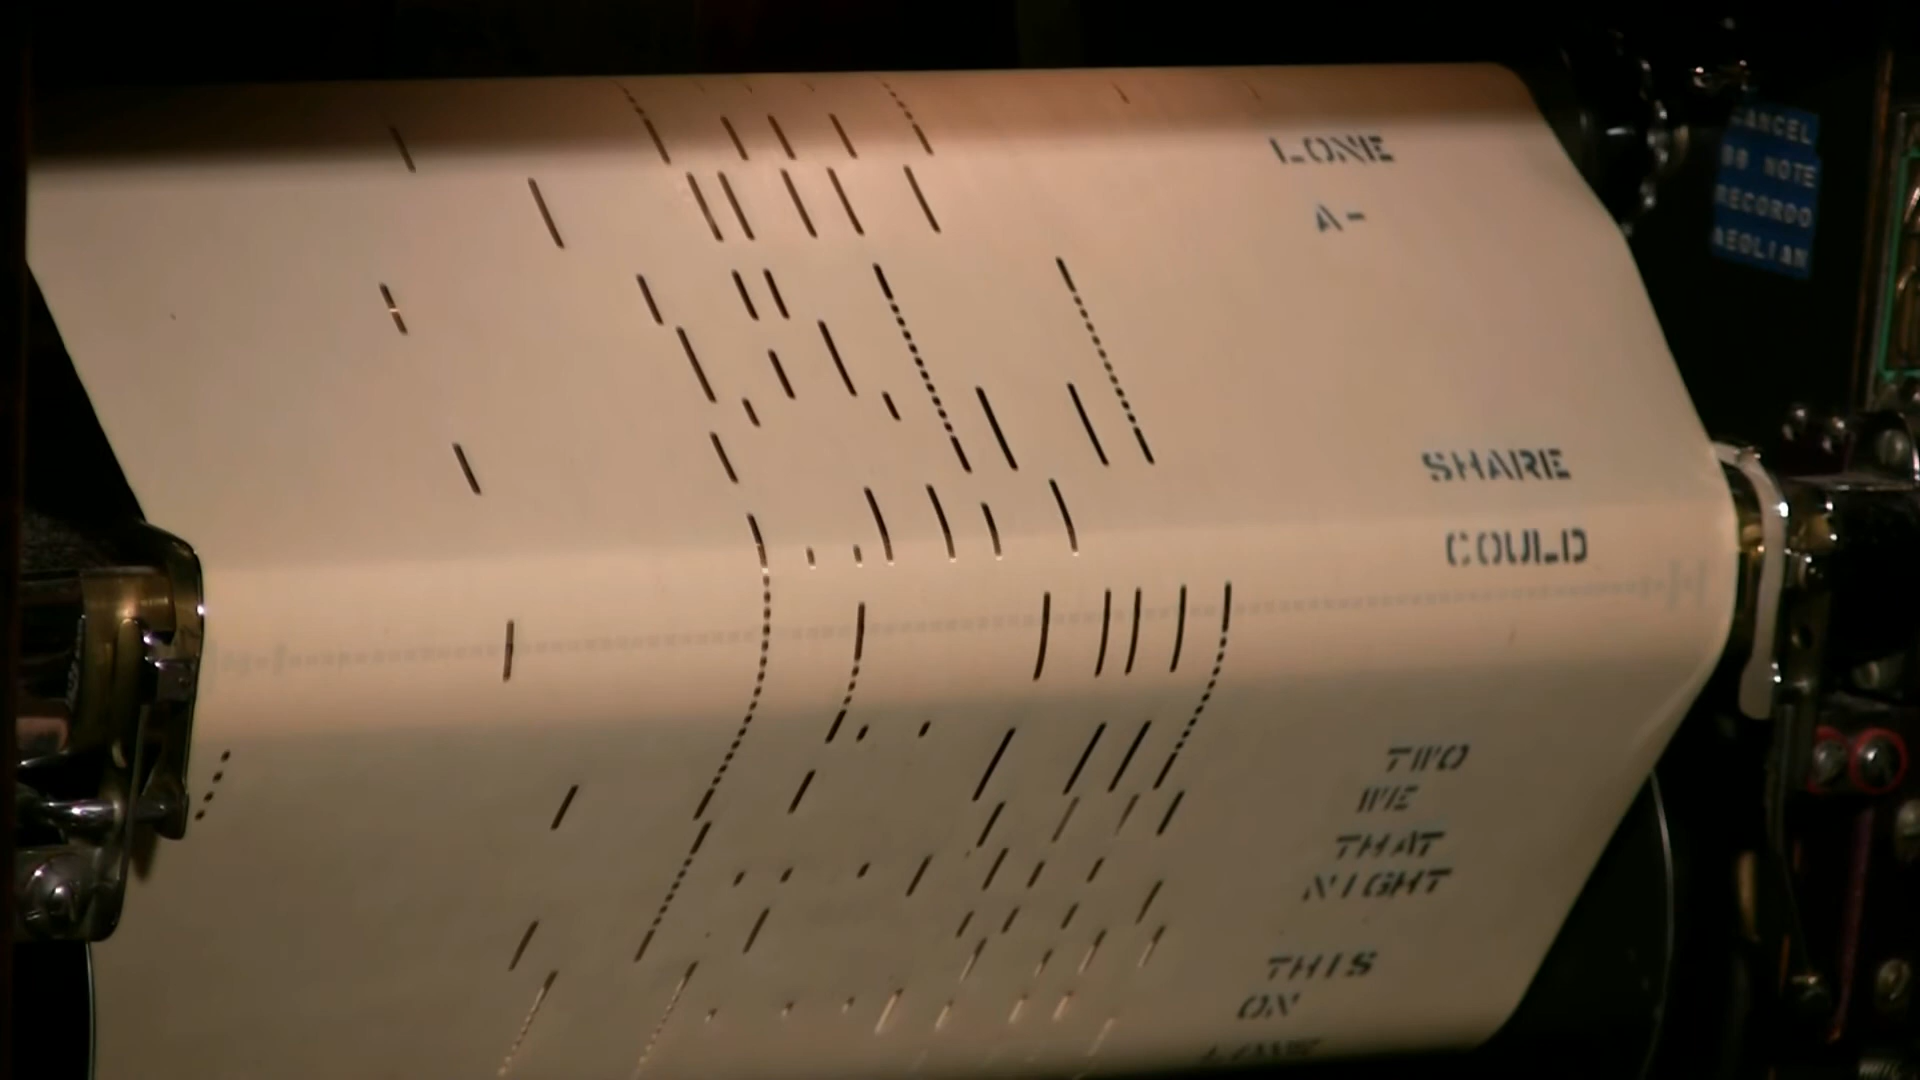 LONE
A-
SHARE
COULD
TWO
WE
THAT
NIGHT
THIS
ON
CANCEL
88 NOTE
RECORDO
AEOLIAN